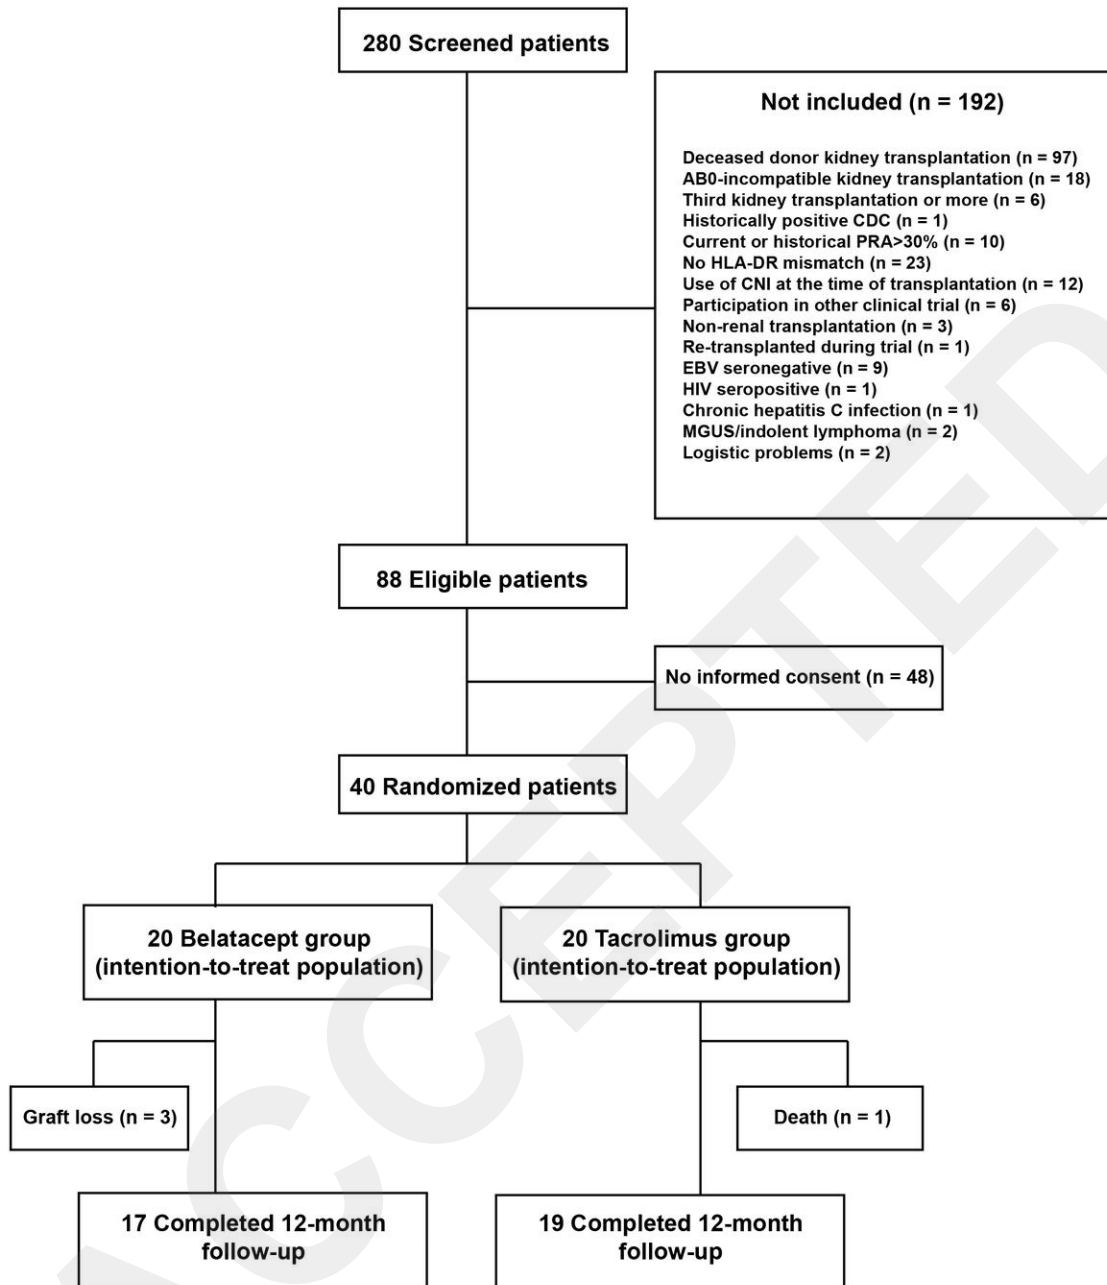 280 Screened patients
Not included (n = 192)
Deceased donor kidney transplantation (n = 97)
AB0-incompatible kidney transplantation (n = 18)
Third kidney transplantation or more (n = 6)
Historically positive CDC (n = 1)
Current or historical PRA>30% (n = 10)
No HLA-DR mismatch (n = 23)
Use of CNI at the time of transplantation (n = 12)
Participation in other clinical trial (n = 6)
Non-renal transplantation (n = 3)
Re-transplanted during trial (n = 1)
EBV seronegative (n = 9)
HIV seropositive (n = 1)
Chronic hepatitis C infection (n = 1)
MGUS/indolent lymphoma (n = 2)
Logistic problems (n = 2)
88 Eligible patients
No informed consent (n = 48)
40 Randomized patients
20 Belatacept group
(intention-to-treat population)
20 Tacrolimus group
(intention-to-treat population)
Graft loss (n = 3)
Death (n = 1)
17 Completed 12-month
follow-up
19 Completed 12-month
follow-up
ACCEPTED